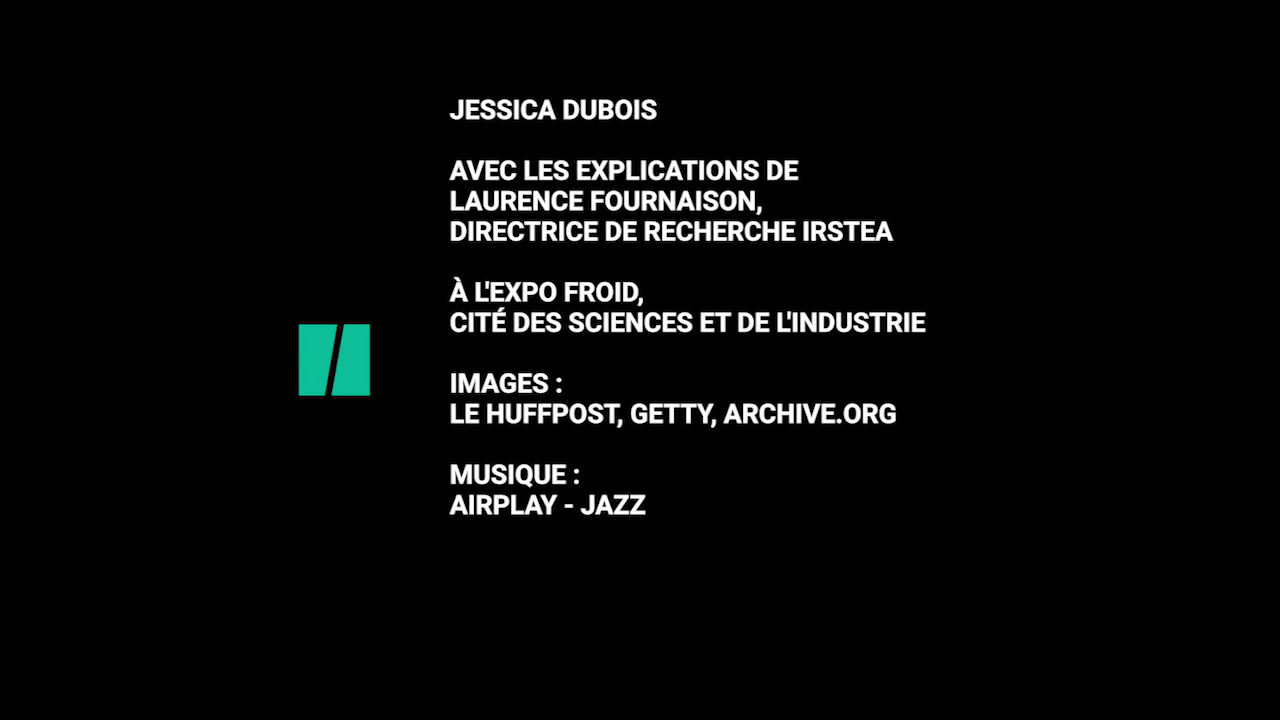 JESSICA DUBOIS
AVEC LES EXPLICATIONS DE
LAURENCE FOURNAISON,
DIRECTRICE DE RECHERCHE IRSTEA
À L'EXPO FROID,
CITÉ DES SCIENCES ET DE L'INDUSTRIE
IMAGES :
LE HUFFPOST, GETTY, ARCHIVE.ORG
MUSIQUE :
AIRPLAY - JAZZ